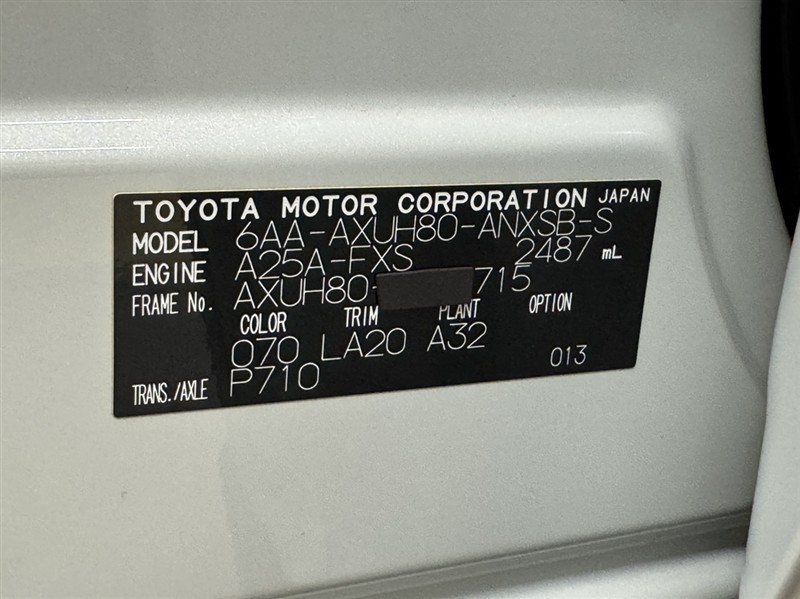 TOYOTA MOTOR CORPORATION JAPAN
MODEL 6AA-AXUH80-ANXSB-S
ENGINE A25A-FXS 2487 mL
FRAME No. AXUH80- 715
COLOR TRIM PLANT OPTION
070 LA20 A32 013
TRANS./AXLE P710